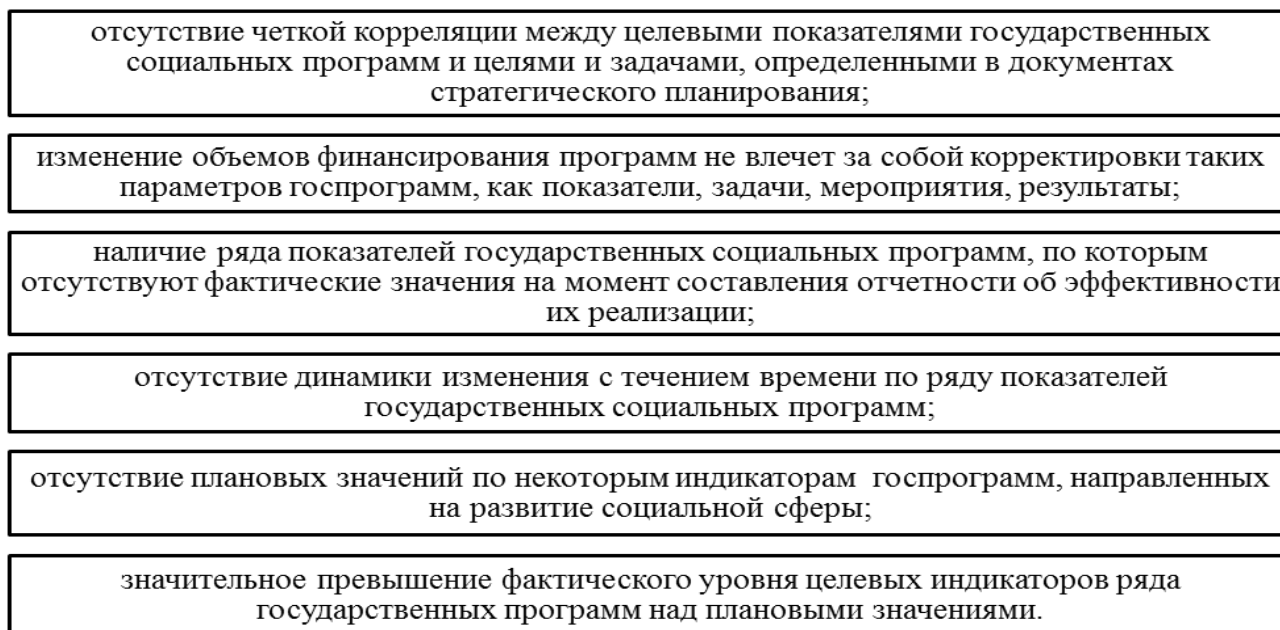 отсутствие четкой корреляции между целевыми показателями государственных
социальных программ и целями и задачами, определенными в документах
стратегического планирования;
изменение объемов финансирования программ не влечет за собой корректировки таких
параметров госпрограмм, как показатели, задачи, мероприятия, результаты;
наличие ряда показателей государственных социальных программ, по которым
отсутствуют фактические значения на момент составления отчетности об эффективности
их реализации;
отсутствие динамики изменения с течением времени по ряду показателей
государственных социальных программ;
отсутствие плановых значений по некоторым индикаторам госпрограмм, направленных
на развитие социальной сферы;
значительное превышение фактического уровня целевых индикаторов ряда
государственных программ над плановыми значениями.